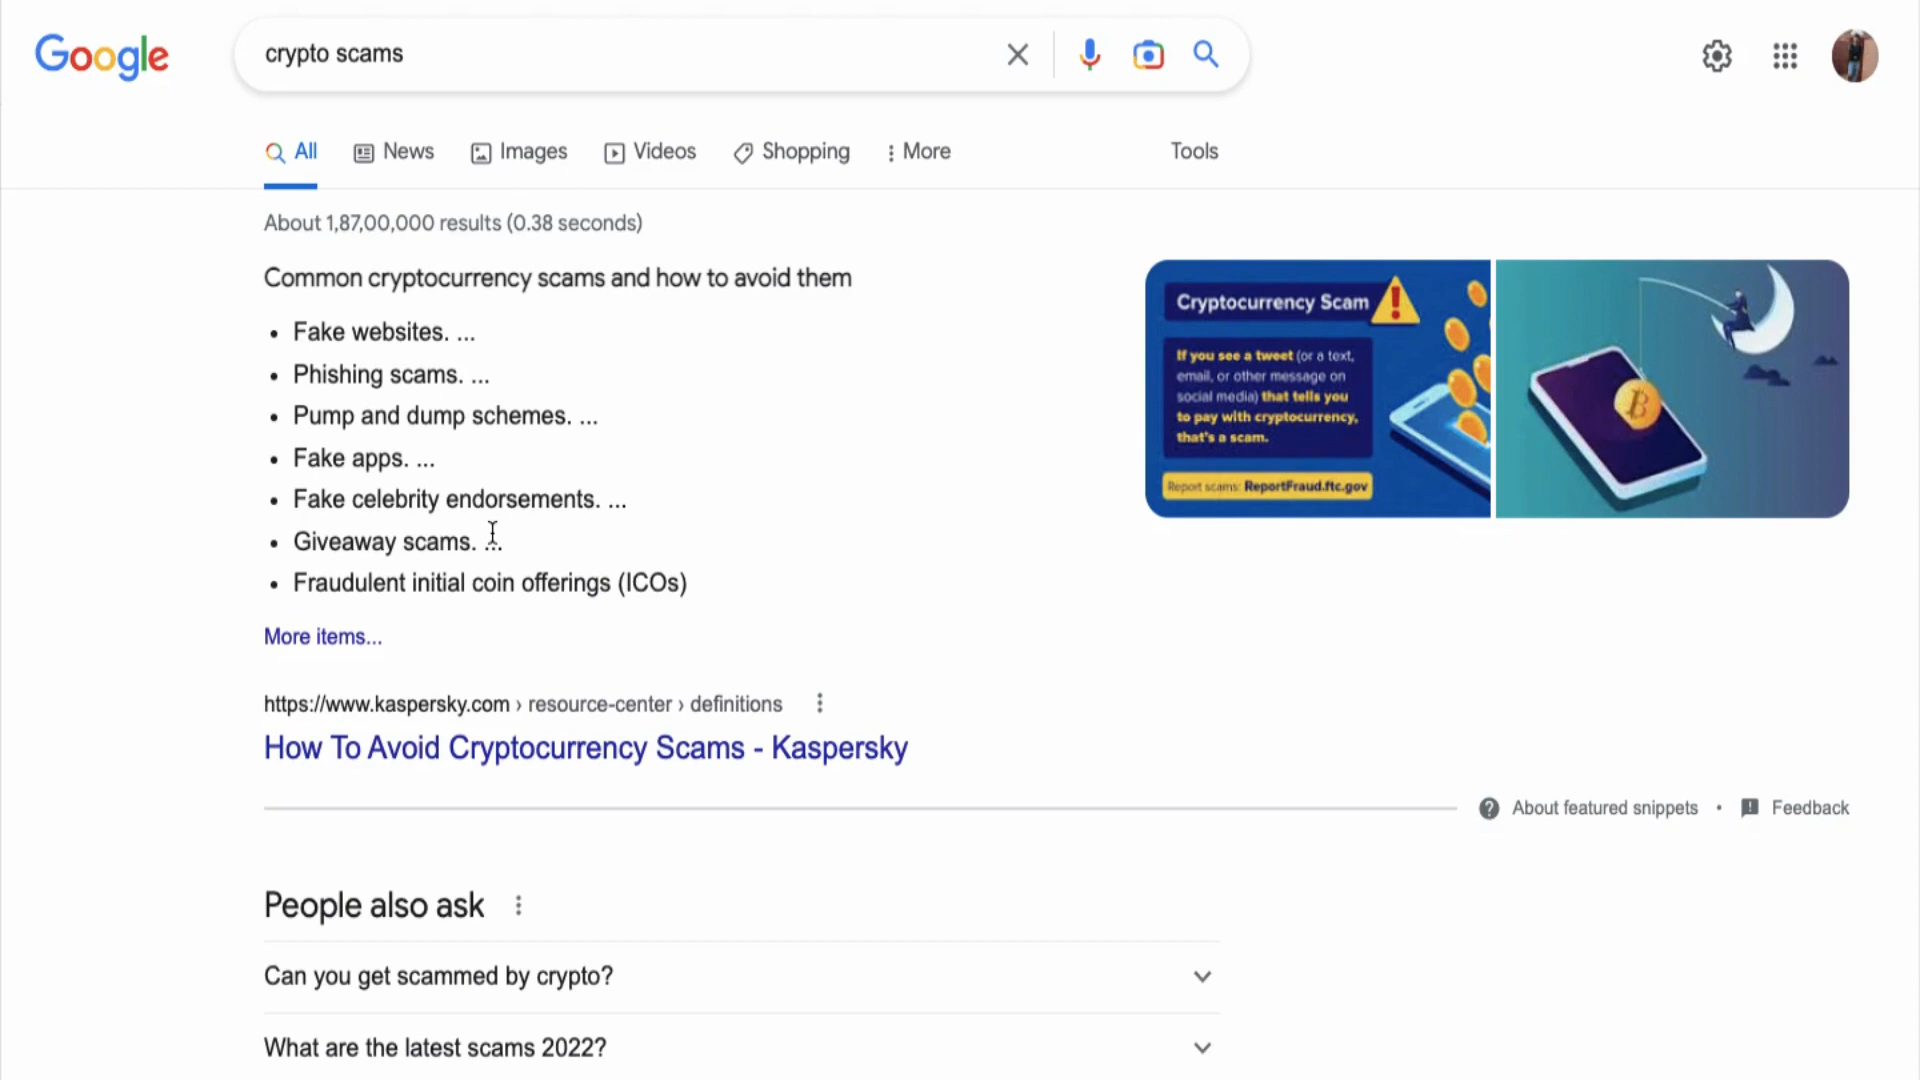 Google
crypto scams
All
News
Images
Videos
Shopping
More
Tools
About 1,87,00,000 results (0.38 seconds)
Common cryptocurrency scams and how to avoid them
Fake websites. ...
Phishing scams. ...
Pump and dump schemes. ...
Fake apps. ...
Fake celebrity endorsements. ...
Giveaway scams. ...
Fraudulent initial coin offerings (ICOs)
More items...
Cryptocurrency Scam
If you see a tweet (or a text,
email, or other message on
social media) that tells you
to pay with cryptocurrency,
that's a scam.
Report scams: ReportFraud.ftc.gov
https://www.kaspersky.com › resource-center › definitions
How To Avoid Cryptocurrency Scams - Kaspersky
About featured snippets • Feedback
People also ask
Can you get scammed by crypto?
What are the latest scams 2022?